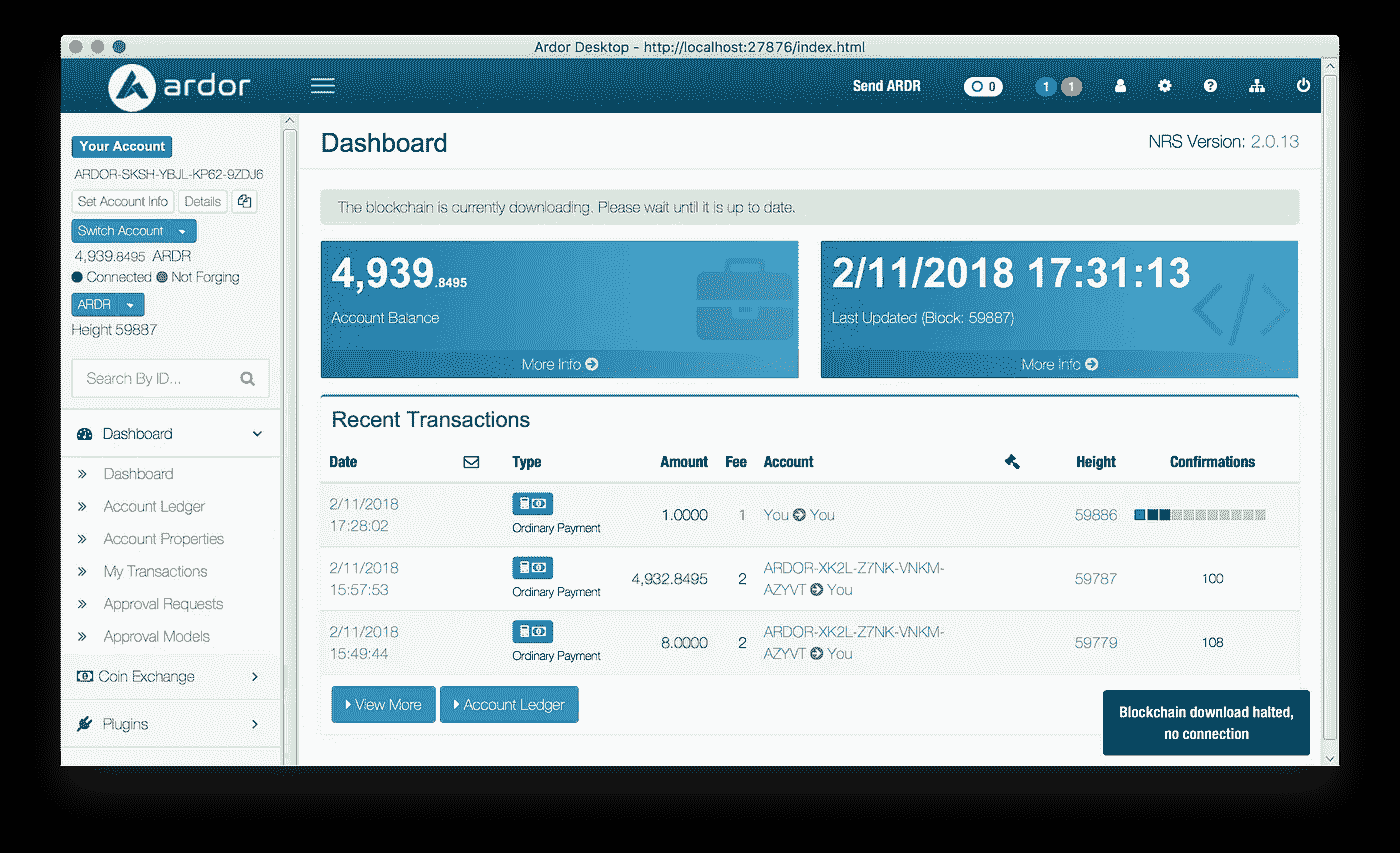 Ardor Desktop - http://localhost:27876/index.html
ardor
Send ARDR
0
1 1
Your Account
ARDOR-SKSH-YBJL-KP62-9ZDJ6
Set Account Info Details
Switch Account
4,939.8495 ARDR
Connected Not Forging
ARDR
Height 59887
Search By ID...
Dashboard
Dashboard
Account Ledger
Account Properties
My Transactions
Approval Requests
Approval Models
Coin Exchange
Plugins
Dashboard
NRS Version: 2.0.13
The blockchain is currently downloading. Please wait until it is up to date.
4,939.8495
Account Balance
More Info
2/11/2018 17:31:13
Last Updated (Block: 59887)
More Info
Recent Transactions
Date Type Amount Fee Account Height Confirmations
2/11/2018
17:28:02
Ordinary Payment
1.0000 1 You You 59886
2/11/2018
15:57:53
Ordinary Payment
4,932.8495 2
ARDOR-XK2L-Z7NK-VNKM-
AZYVT You
59787 100
2/11/2018
15:49:44
Ordinary Payment
8.0000 2
ARDOR-XK2L-Z7NK-VNKM-
AZYVT You
59779 108
View More Account Ledger
Blockchain download halted,
no connection